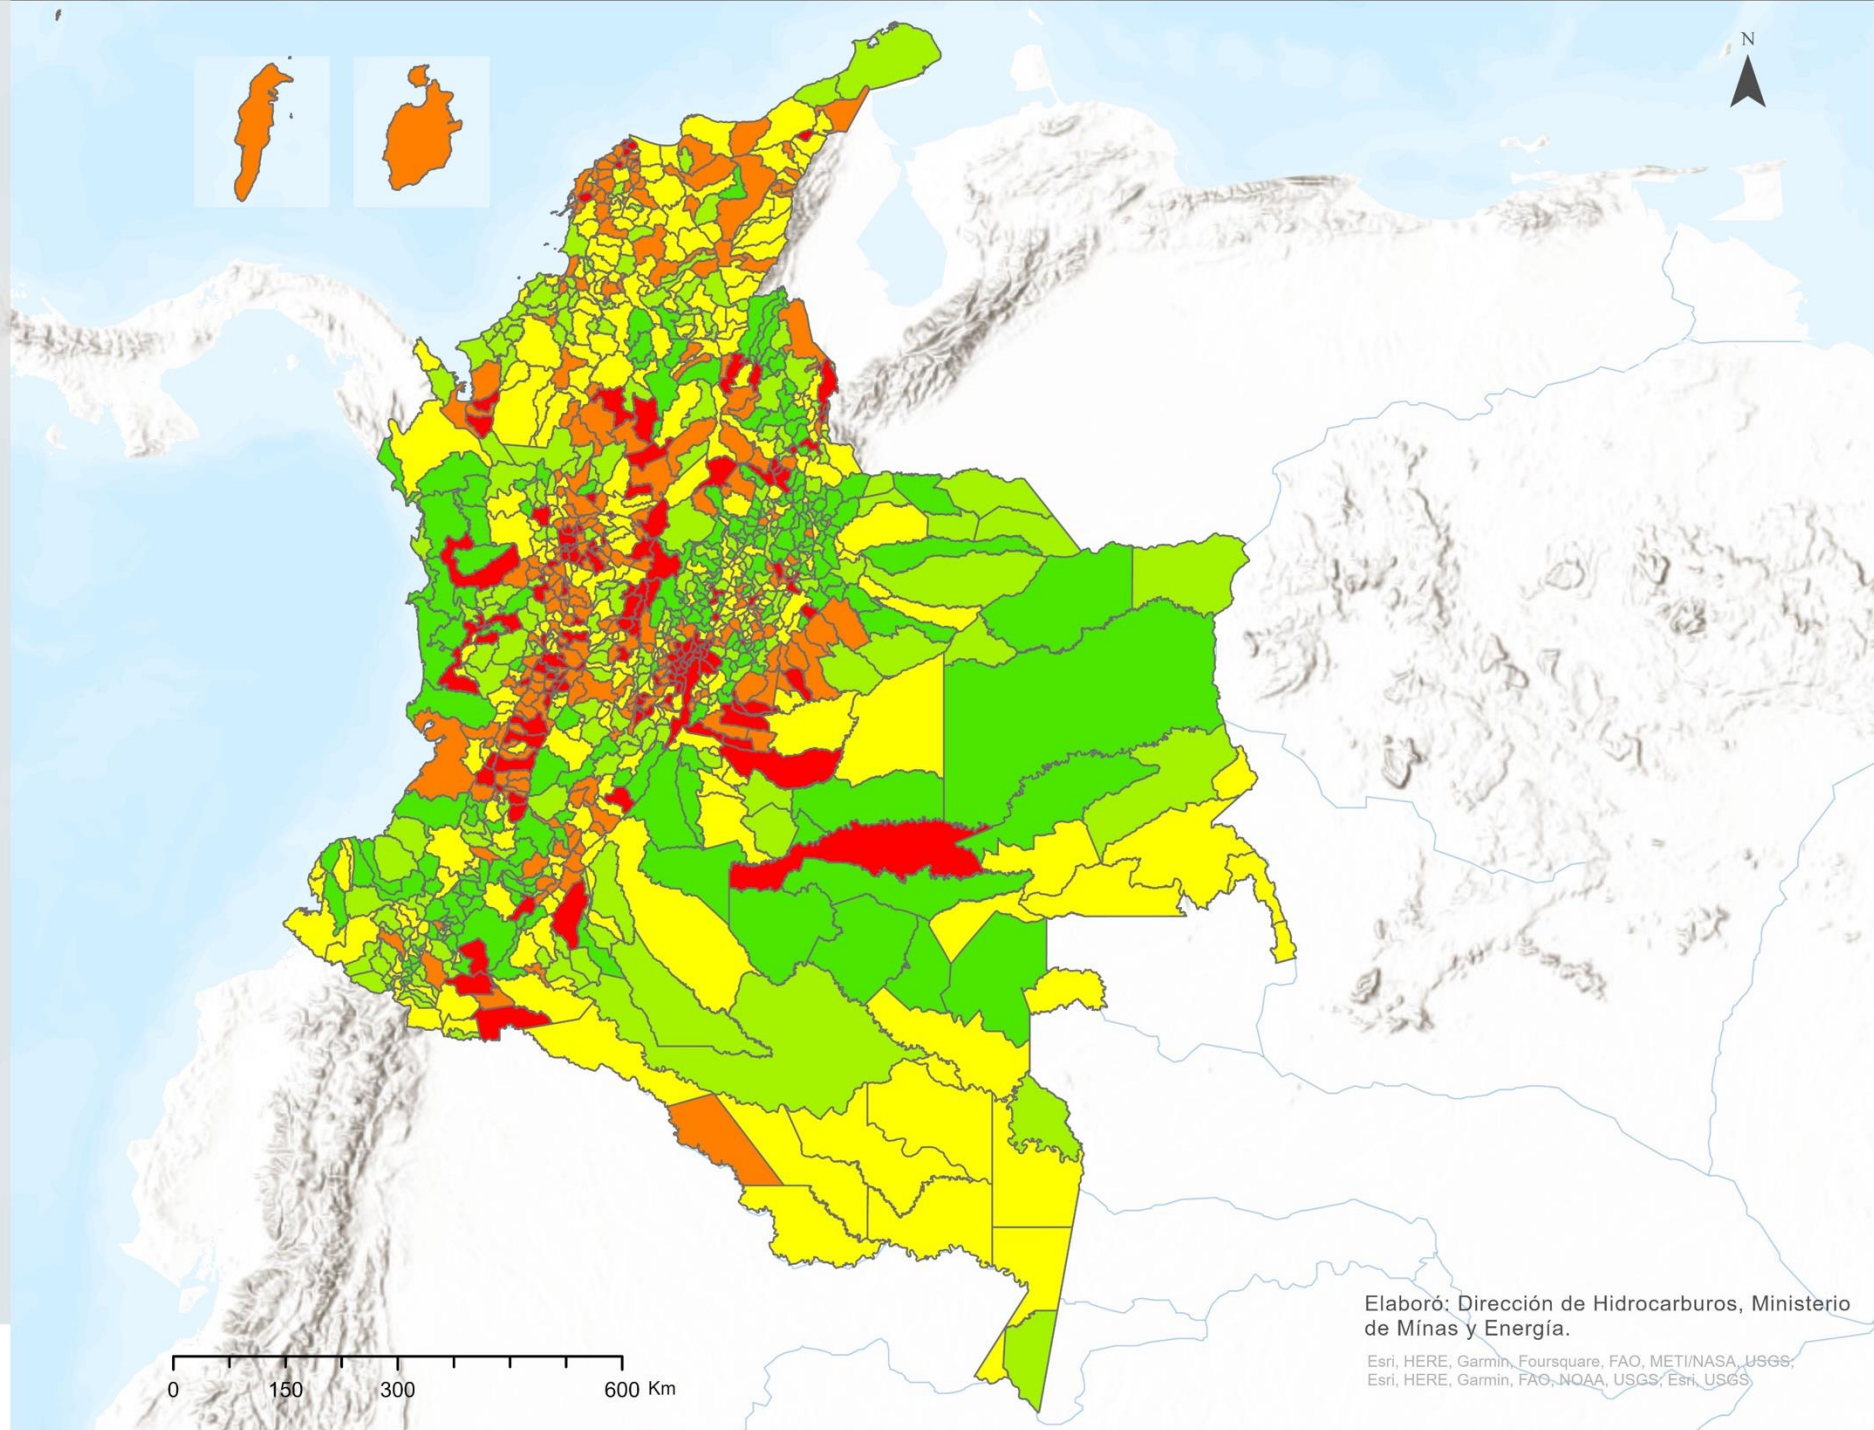 N
Elaboró: Dirección de Hidrocarburos, Ministerio
de Mínas y Energía.
Esri, HERE, Garmin, Foursquare, FAO, METI/NASA, USGS;
Esri, HERE, Garmin, FAO, NOAA, USGS; Esri, USGS
0 150 300 600 Km